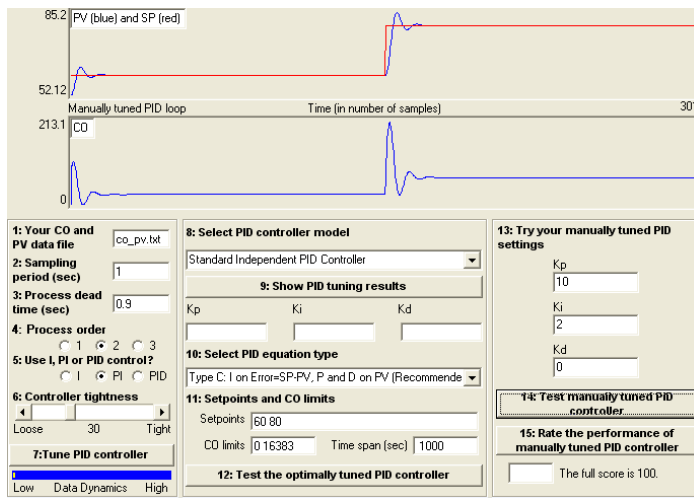 85.2
PV (blue) and SP (red)
52.12
Manually tuned PID loop
Time (in number of samples)
301
213.1
CO
0
1: Your CO and
PV data file
co_pv.txt
2: Sampling
period (sec)
1
3: Process dead
time (sec)
0.9
4: Process order
1 2 3
5: Use I, PI or PID control?
I PI PID
6: Controller tightness
Loose 30 Tight
7:Tune PID controller
Low Data Dynamics High
8: Select PID controller model
Standard Independent PID Controller
9: Show PID tuning results
Kp Ki Kd
10: Select PID equation type
Type C: I on Error=SP-PV, P and D on PV (Recommende
11: Setpoints and CO limits
Setpoints 60 80
CO limits 0 16383 Time span (sec) 1000
12: Test the optimally tuned PID controller
13: Try your manually tuned PID
settings
Kp
10
Ki
2
Kd
0
14: Test manually tuned PID
controller
15: Rate the performance of
manually tuned PID controller
The full score is 100.